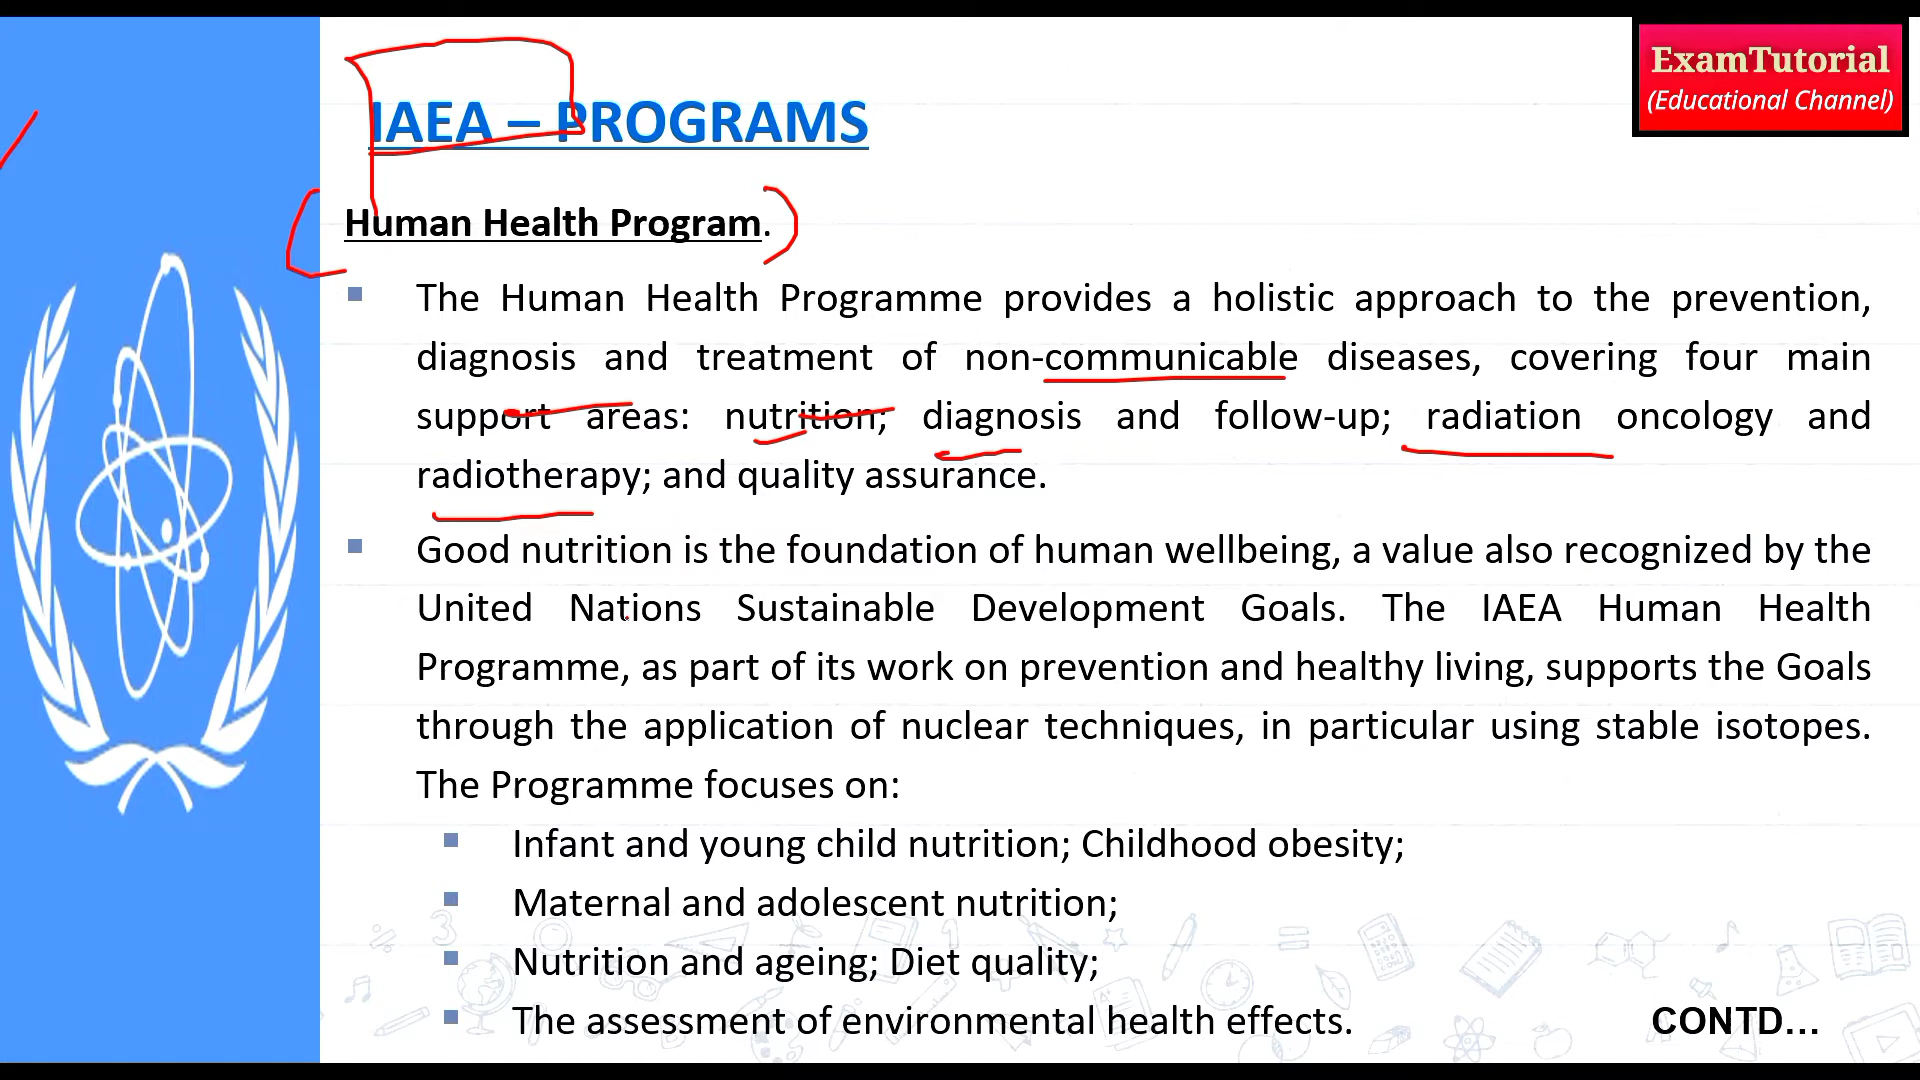 ExamTutorial
(Educational Channel)
IAEA – PROGRAMS
Human Health Program.
The Human Health Programme provides a holistic approach to the prevention,
diagnosis and treatment of non-communicable diseases, covering four main
support areas: nutrition; diagnosis and follow-up; radiation oncology and
radiotherapy; and quality assurance.
Good nutrition is the foundation of human wellbeing, a value also recognized by the
United Nations Sustainable Development Goals. The IAEA Human Health
Programme, as part of its work on prevention and healthy living, supports the Goals
through the application of nuclear techniques, in particular using stable isotopes.
The Programme focuses on:
Infant and young child nutrition; Childhood obesity;
Maternal and adolescent nutrition;
Nutrition and ageing; Diet quality;
The assessment of environmental health effects.
CONTD...